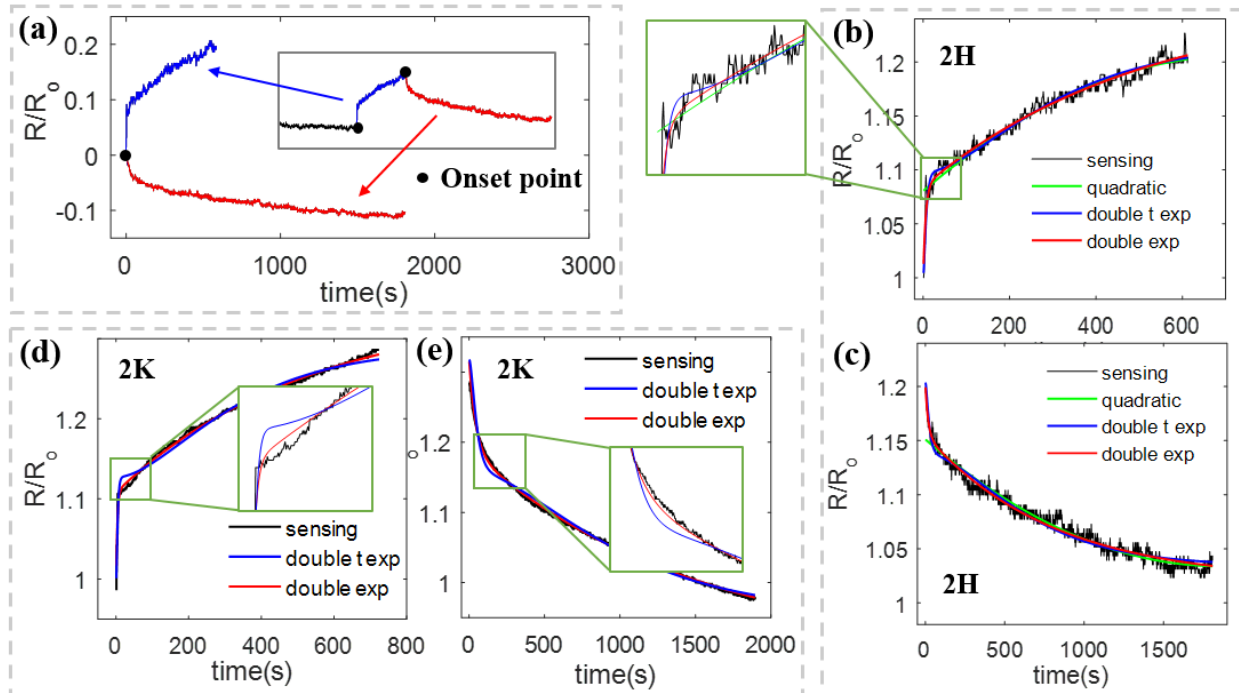 (a)
0.2
0.1
0
-0.1
R/Ro
0
1000
2000
3000
time(s)
Onset point
(b)
2H
1.2
1.15
1.1
1.05
1
R/Ro
sensing
quadratic
double t exp
double exp
0
200
400
600
(d)
2K
1.2
1.1
1
R/Ro
sensing
double t exp
double exp
0
200
400
600
800
time(s)
(e)
2K
1.2
1.1
1
o
sensing
double t exp
double exp
0
500
1000
1500
2000
time(s)
(c)
1.2
1.15
1.1
1.05
1
R/Ro
sensing
quadratic
double t exp
double exp
2H
0
500
1000
1500
time(s)